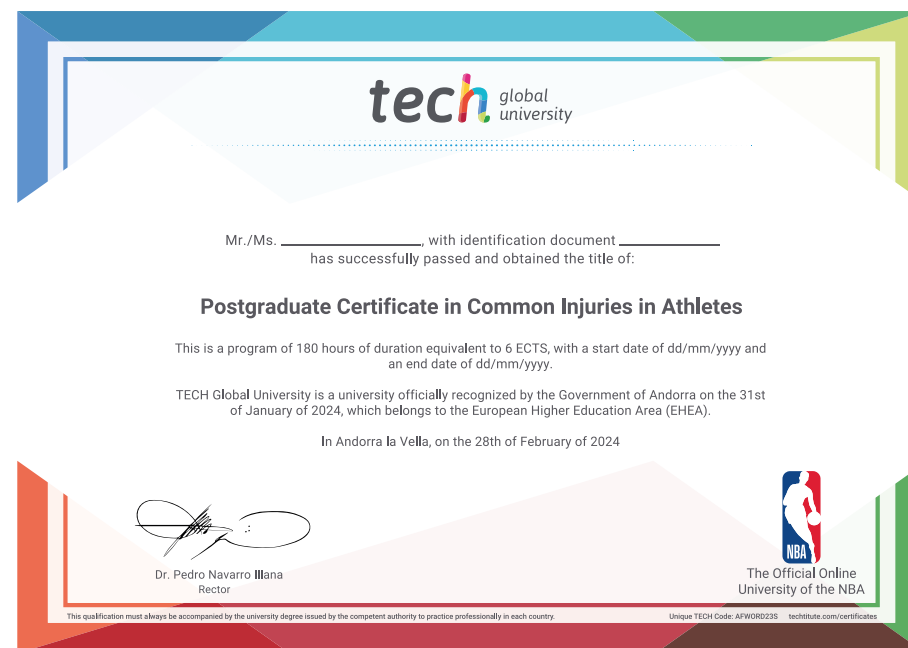 tech global university
Mr./Ms. ____________________, with identification document ______________
has successfully passed and obtained the title of:
Postgraduate Certificate in Common Injuries in Athletes
This is a program of 180 hours of duration equivalent to 6 ECTS, with a start date of dd/mm/yyyy and
an end date of dd/mm/yyyy.
TECH Global University is a university officially recognized by the Government of Andorra on the 31st
of January of 2024, which belongs to the European Higher Education Area (EHEA).
In Andorra la Vella, on the 28th of February of 2024
Dr. Pedro Navarro Illana
Rector
NBA
The Official Online
University of the NBA
This qualification must always be accompanied by the university degree issued by the competent authority to practice professionally in each country.
Unique TECH Code: AFWORD23S techtitute.com/certificates